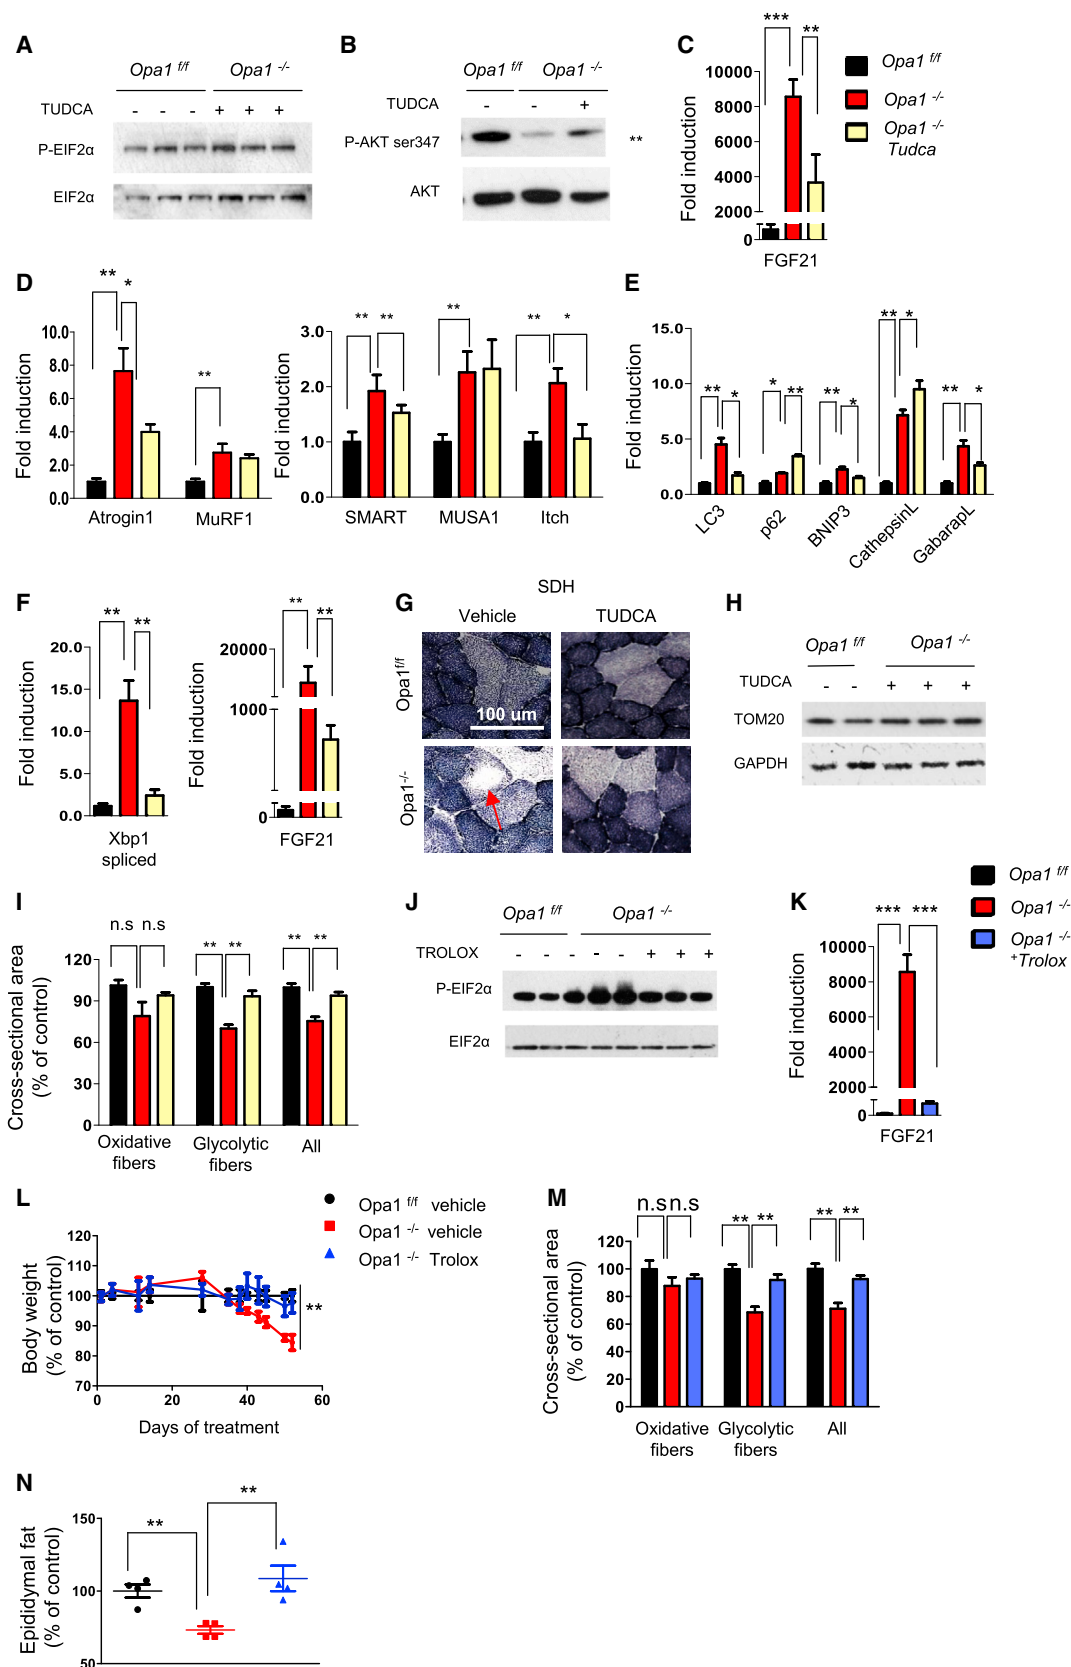 A
Opa1 f/f Opa1 -/-
TUDCA - - - + + +
P-EIF2α
EIF2α
B
Opa1 f/f Opa1 -/-
TUDCA - - +
P-AKT ser347 **
AKT
C
*** **
Fold induction
10000
8000
6000
4000
2000
0
FGF21
Opa1 f/f
Opa1 -/-
Opa1 -/-
Tudca
D
** *
**
Fold induction
10.0
8.0
6.0
4.0
2.0
0.0
Atrogin1 MuRF1
** ** ** ** *
Fold induction
3.0
2.0
1.0
0.0
SMART MUSA1 Itch
E
** *
** * * ** ** * ** *
Fold induction
15.0
10.0
5.0
0.0
LC3 p62 BNIP3 CathepsinL GabarapL
F
** **
Fold induction
20.0
15.0
10.0
5.0
0.0
Xbp1
spliced
** **
Fold induction
20000
1000
0
FGF21
G
SDH
Vehicle TUDCA
Opa1f/f
100 um
Opa1-/-
H
Opa1 f/f Opa1 -/-
TUDCA - - + + +
TOM20
GAPDH
I
n.s n.s ** ** ** **
Cross-sectional area
(% of control)
120
90
60
30
0
Oxidative
fibers
Glycolytic
fibers
All
J
Opa1 f/f Opa1 -/-
TROLOX - - - - - + + +
P-EIF2α
EIF2α
K
*** ***
Fold induction
10000
8000
6000
4000
2000
0
FGF21
Opa1 f/f
Opa1 -/-
Opa1 -/-
+Trolox
L
Opa1 f/f vehicle
Opa1 -/- vehicle
Opa1 -/- Trolox
Body weight
(% of control)
120
110
100
90
80
70
**
0 20 40 60
Days of treatment
M
n.s n.s ** ** ** **
Cross-sectional area
(% of control)
120
100
80
60
40
20
0
Oxidative
fibers
Glycolytic
fibers
All
N
** **
Epididymal fat
(% of control)
150
100
50